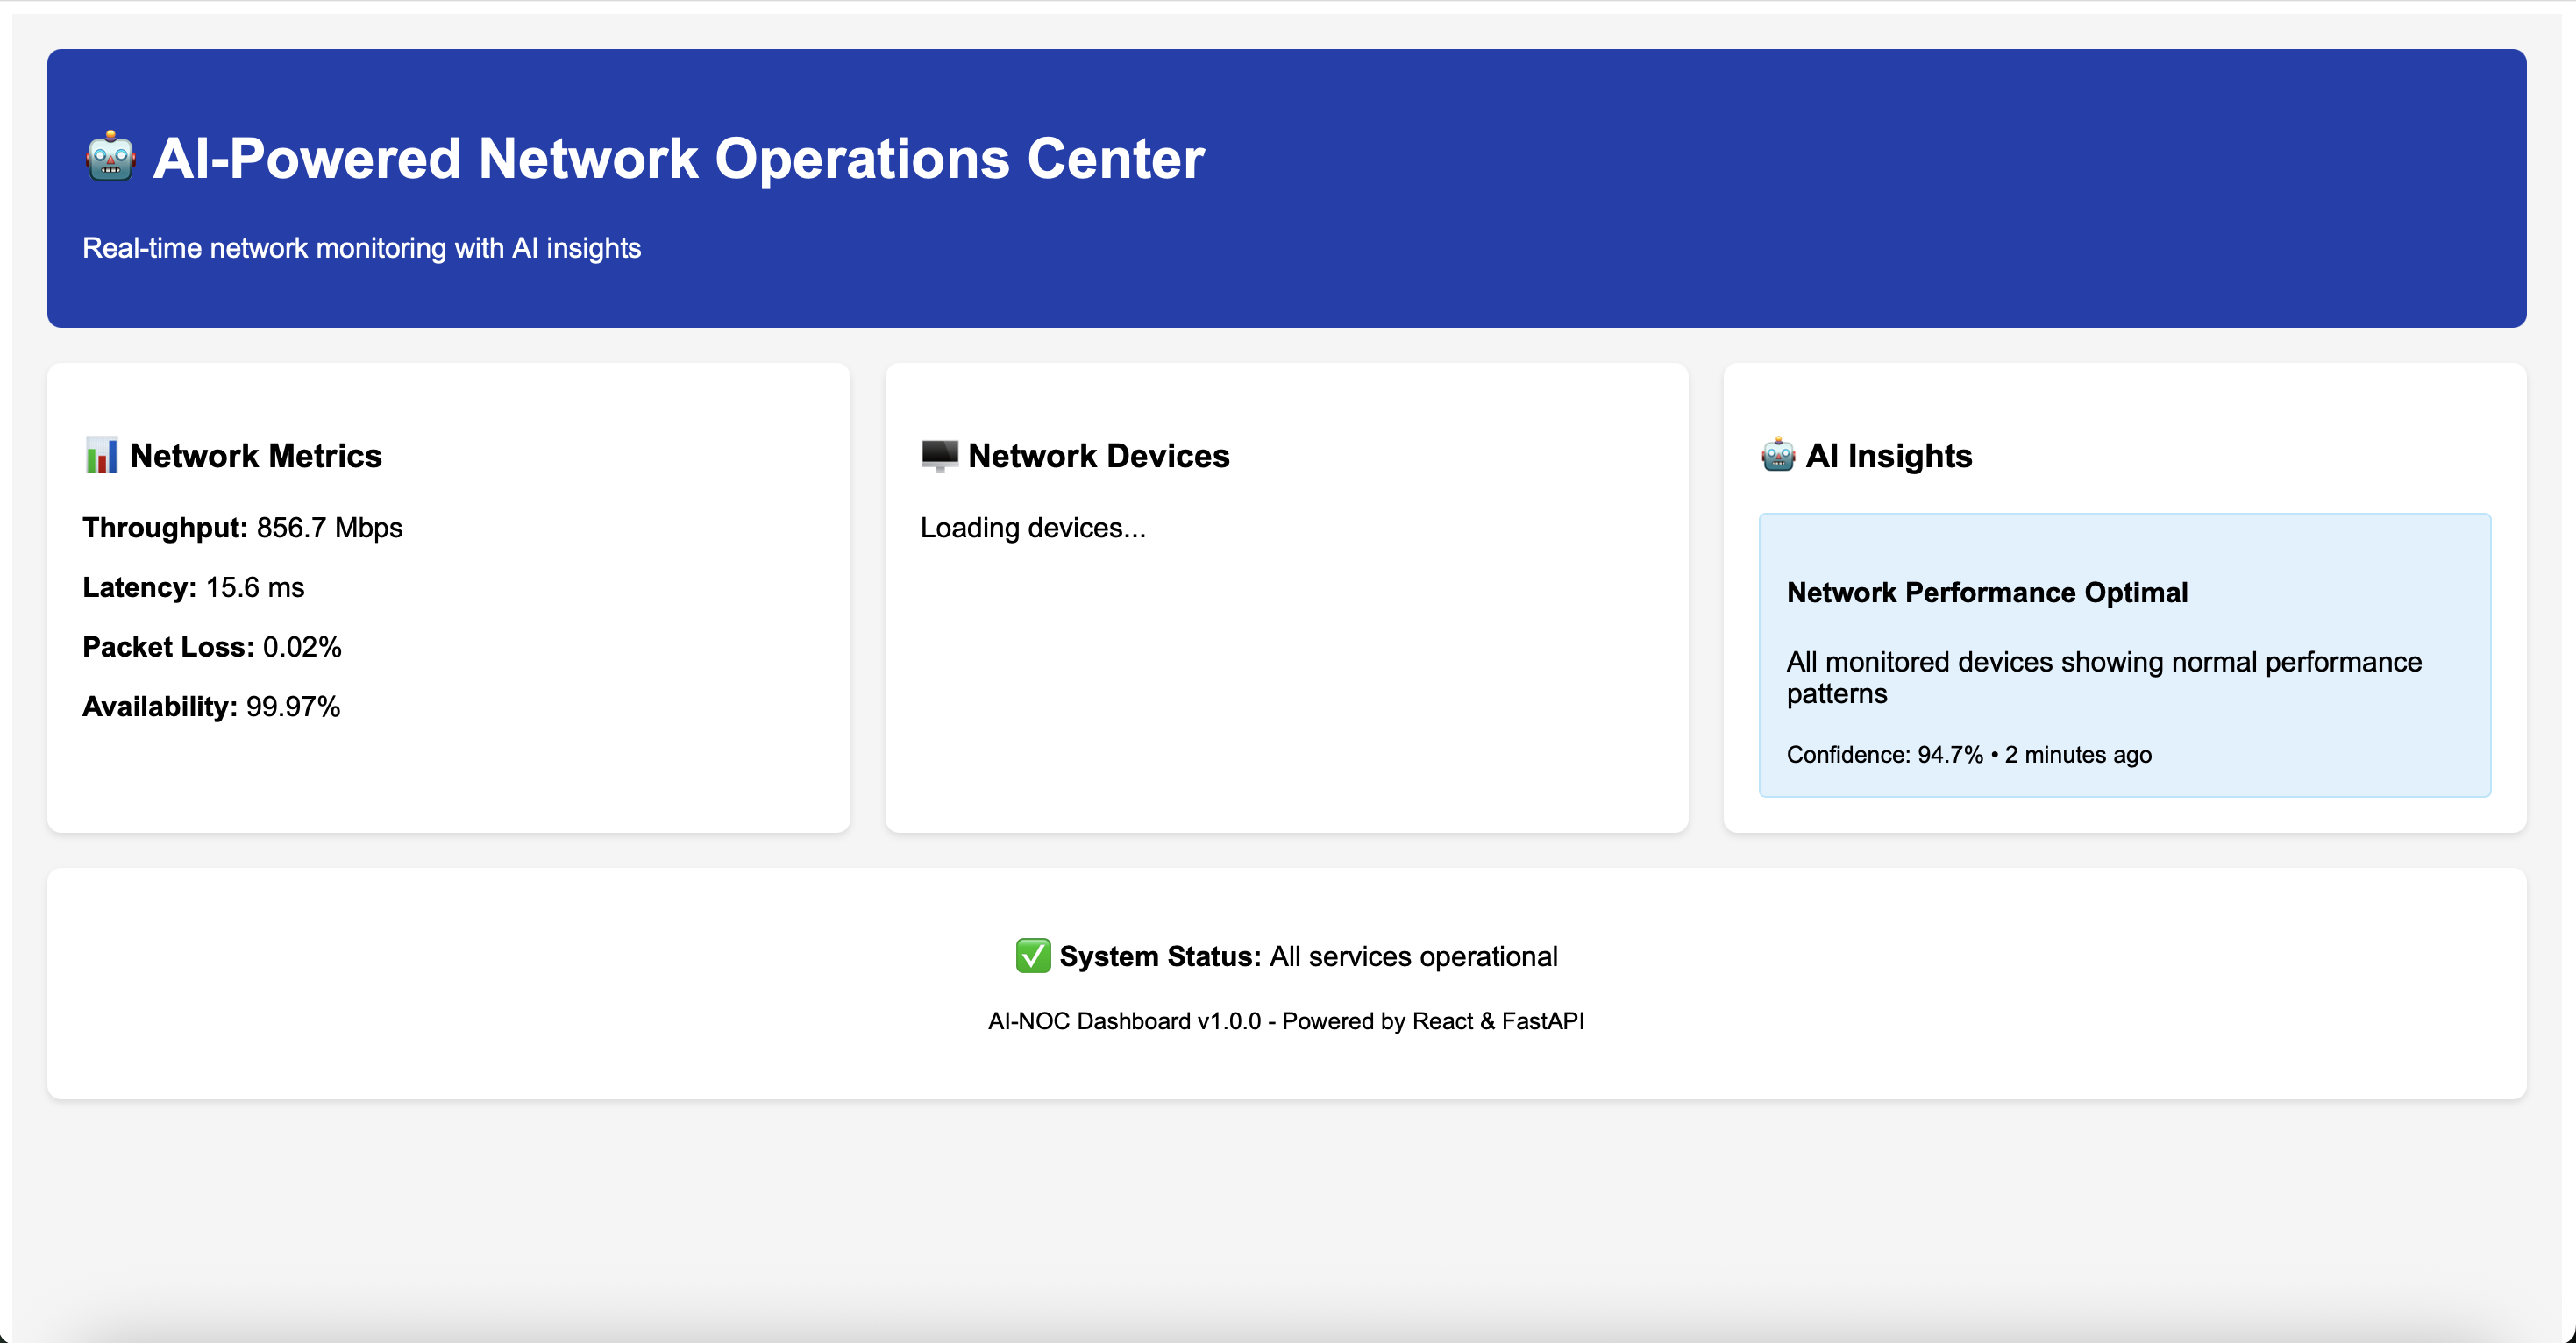 🤖 AI-Powered Network Operations Center
Real-time network monitoring with AI insights
📊 Network Metrics
Throughput: 856.7 Mbps
Latency: 15.6 ms
Packet Loss: 0.02%
Availability: 99.97%
🖥️ Network Devices
Loading devices...
🤖 AI Insights
Network Performance Optimal
All monitored devices showing normal performance
patterns
Confidence: 94.7% • 2 minutes ago
✅ System Status: All services operational
AI-NOC Dashboard v1.0.0 - Powered by React & FastAPI